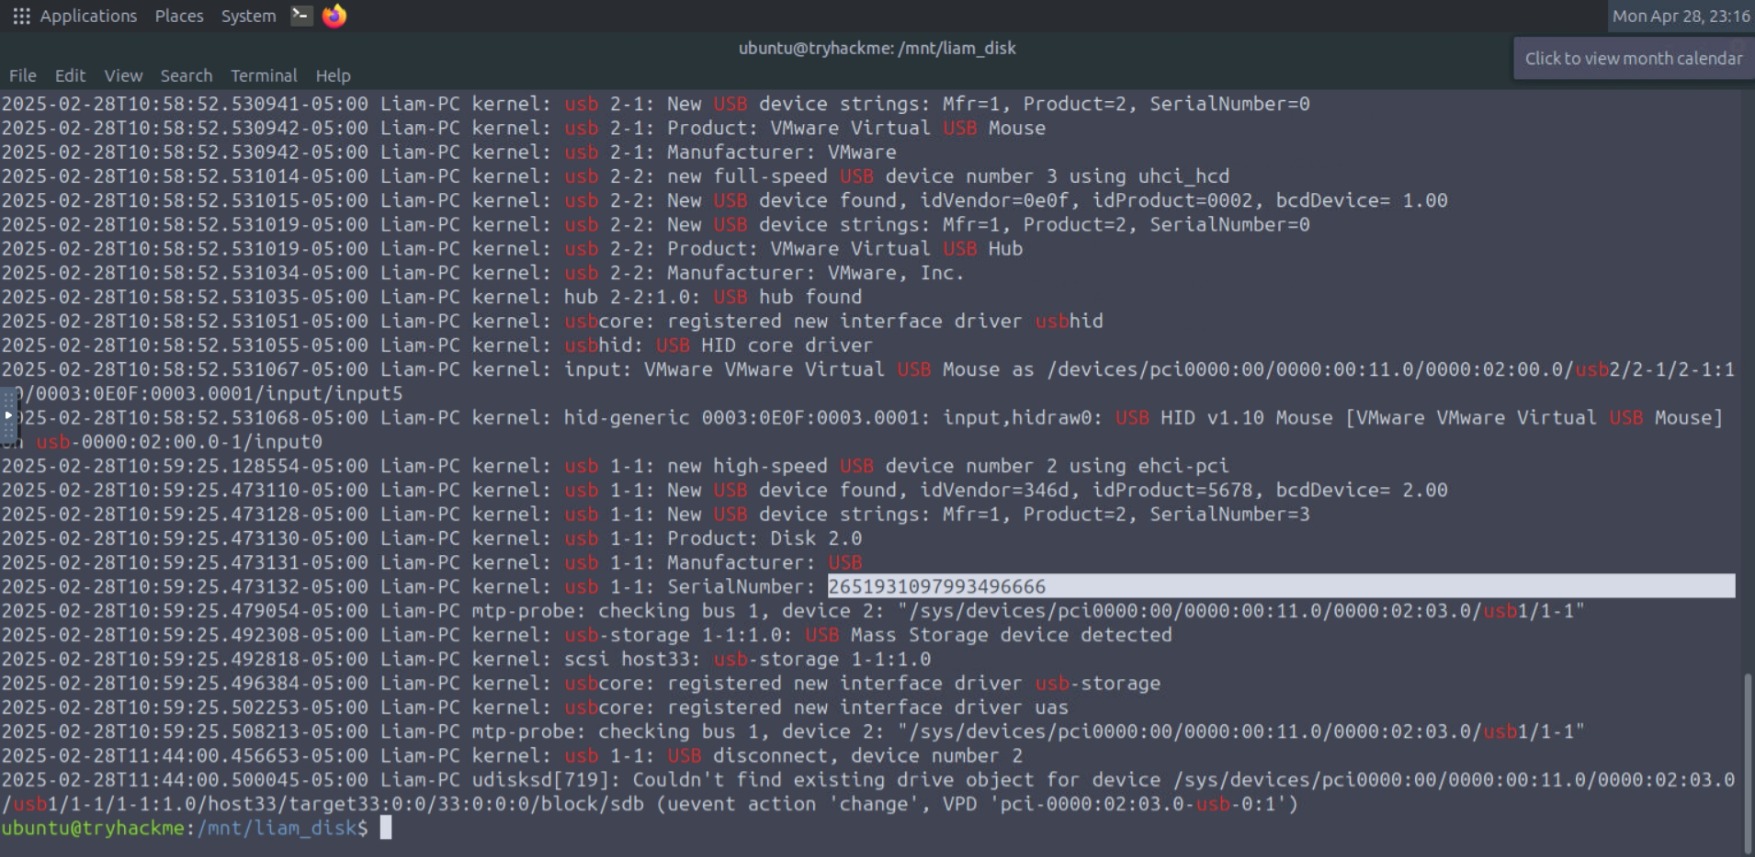 Applications Places System Mon Apr 28, 23:16
ubuntu@tryhackme: /mnt/liam_disk
Click to view month calendar
File Edit View Search Terminal Help
2025-02-28T10:58:52.530941-05:00 Liam-PC kernel: usb 2-1: New USB device strings: Mfr=1, Product=2, SerialNumber=0
2025-02-28T10:58:52.530942-05:00 Liam-PC kernel: usb 2-1: Product: VMware Virtual USB Mouse
2025-02-28T10:58:52.530942-05:00 Liam-PC kernel: usb 2-1: Manufacturer: VMware
2025-02-28T10:58:52.531014-05:00 Liam-PC kernel: usb 2-2: new full-speed USB device number 3 using uhci_hcd
2025-02-28T10:58:52.531015-05:00 Liam-PC kernel: usb 2-2: New USB device found, idVendor=0e0f, idProduct=0002, bcdDevice= 1.00
2025-02-28T10:58:52.531019-05:00 Liam-PC kernel: usb 2-2: New USB device strings: Mfr=1, Product=2, SerialNumber=0
2025-02-28T10:58:52.531019-05:00 Liam-PC kernel: usb 2-2: Product: VMware Virtual USB Hub
2025-02-28T10:58:52.531034-05:00 Liam-PC kernel: usb 2-2: Manufacturer: VMware, Inc.
2025-02-28T10:58:52.531035-05:00 Liam-PC kernel: hub 2-2:1.0: USB hub found
2025-02-28T10:58:52.531051-05:00 Liam-PC kernel: usbcore: registered new interface driver usbhid
2025-02-28T10:58:52.531055-05:00 Liam-PC kernel: usbhid: USB HID core driver
2025-02-28T10:58:52.531067-05:00 Liam-PC kernel: input: VMware VMware Virtual USB Mouse as /devices/pci0000:00/0000:00:11.0/0000:02:00.0/usb2/2-1/2-1:1
0/0003:0E0F:0003.0001/input/input5
25-02-28T10:58:52.531068-05:00 Liam-PC kernel: hid-generic 0003:0E0F:0003.0001: input,hidraw0: USB HID v1.10 Mouse [VMware VMware Virtual USB Mouse]
usb-0000:02:00.0-1/input0
2025-02-28T10:59:25.128554-05:00 Liam-PC kernel: usb 1-1: new high-speed USB device number 2 using ehci-pci
2025-02-28T10:59:25.473110-05:00 Liam-PC kernel: usb 1-1: New USB device found, idVendor=346d, idProduct=5678, bcdDevice= 2.00
2025-02-28T10:59:25.473128-05:00 Liam-PC kernel: usb 1-1: New USB device strings: Mfr=1, Product=2, SerialNumber=3
2025-02-28T10:59:25.473130-05:00 Liam-PC kernel: usb 1-1: Product: Disk 2.0
2025-02-28T10:59:25.473131-05:00 Liam-PC kernel: usb 1-1: Manufacturer: USB
2025-02-28T10:59:25.473132-05:00 Liam-PC kernel: usb 1-1: SerialNumber: 2651931097993496666
2025-02-28T10:59:25.479054-05:00 Liam-PC mtp-probe: checking bus 1, device 2: "/sys/devices/pci0000:00/0000:00:11.0/0000:02:03.0/usb1/1-1"
2025-02-28T10:59:25.492308-05:00 Liam-PC kernel: usb-storage 1-1:1.0: USB Mass Storage device detected
2025-02-28T10:59:25.492818-05:00 Liam-PC kernel: scsi host33: usb-storage 1-1:1.0
2025-02-28T10:59:25.496384-05:00 Liam-PC kernel: usbcore: registered new interface driver usb-storage
2025-02-28T10:59:25.502253-05:00 Liam-PC kernel: usbcore: registered new interface driver uas
2025-02-28T10:59:25.508213-05:00 Liam-PC mtp-probe: checking bus 1, device 2: "/sys/devices/pci0000:00/0000:00:11.0/0000:02:03.0/usb1/1-1"
2025-02-28T11:44:00.456653-05:00 Liam-PC kernel: usb 1-1: USB disconnect, device number 2
2025-02-28T11:44:00.500045-05:00 Liam-PC udisksd[719]: Couldn't find existing drive object for device /sys/devices/pci0000:00/0000:00:11.0/0000:02:03.0
/usb1/1-1/1-1:1.0/host33/target33:0:0/33:0:0:0/block/sdb (uevent action 'change', VPD 'pci-0000:02:03.0-usb-0:1')
ubuntu@tryhackme:/mnt/liam_disk$